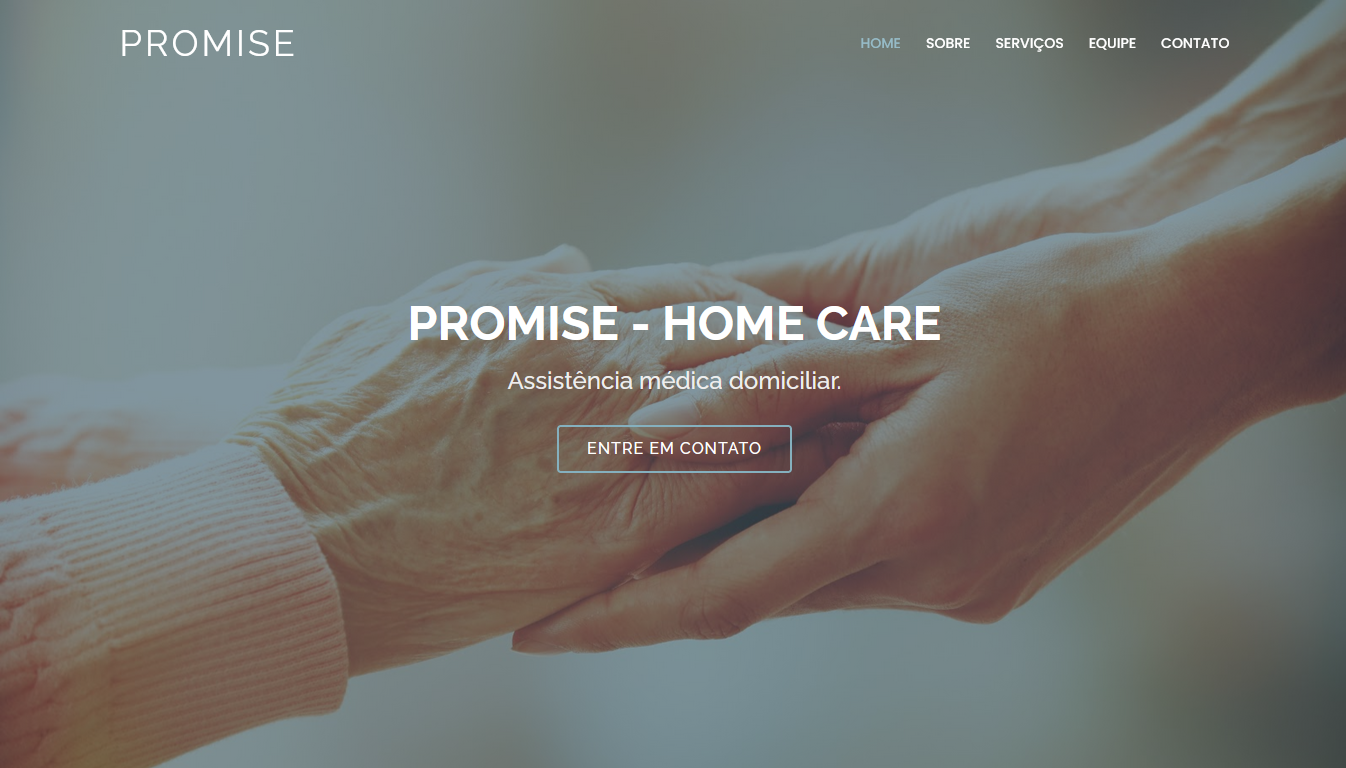 PROMISE
HOME SOBRE SERVIÇOS EQUIPE CONTATO
PROMISE - HOME CARE
Assistência médica domiciliar.
ENTRE EM CONTATO